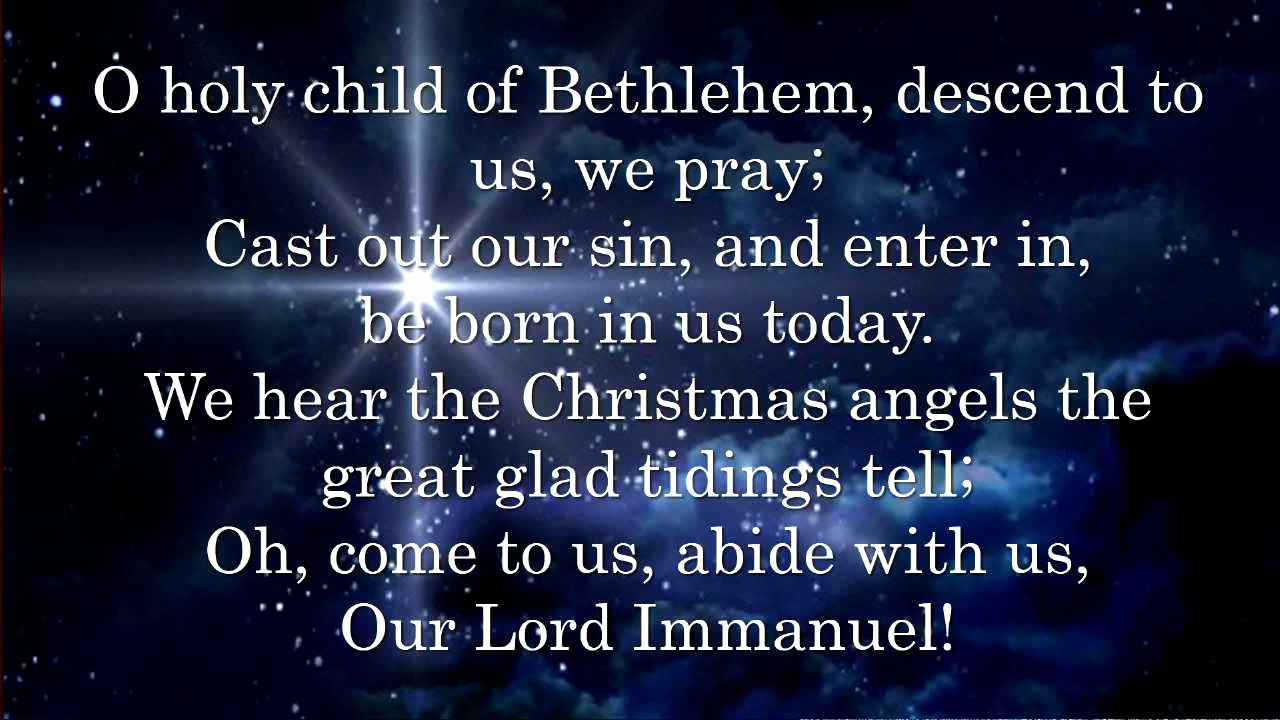 O holy child of Bethlehem, descend to
us, we pray;
Cast out our sin, and enter in,
be born in us today.
We hear the Christmas angels the
great glad tidings tell;
Oh, come to us, abide with us,
Our Lord Immanuel!